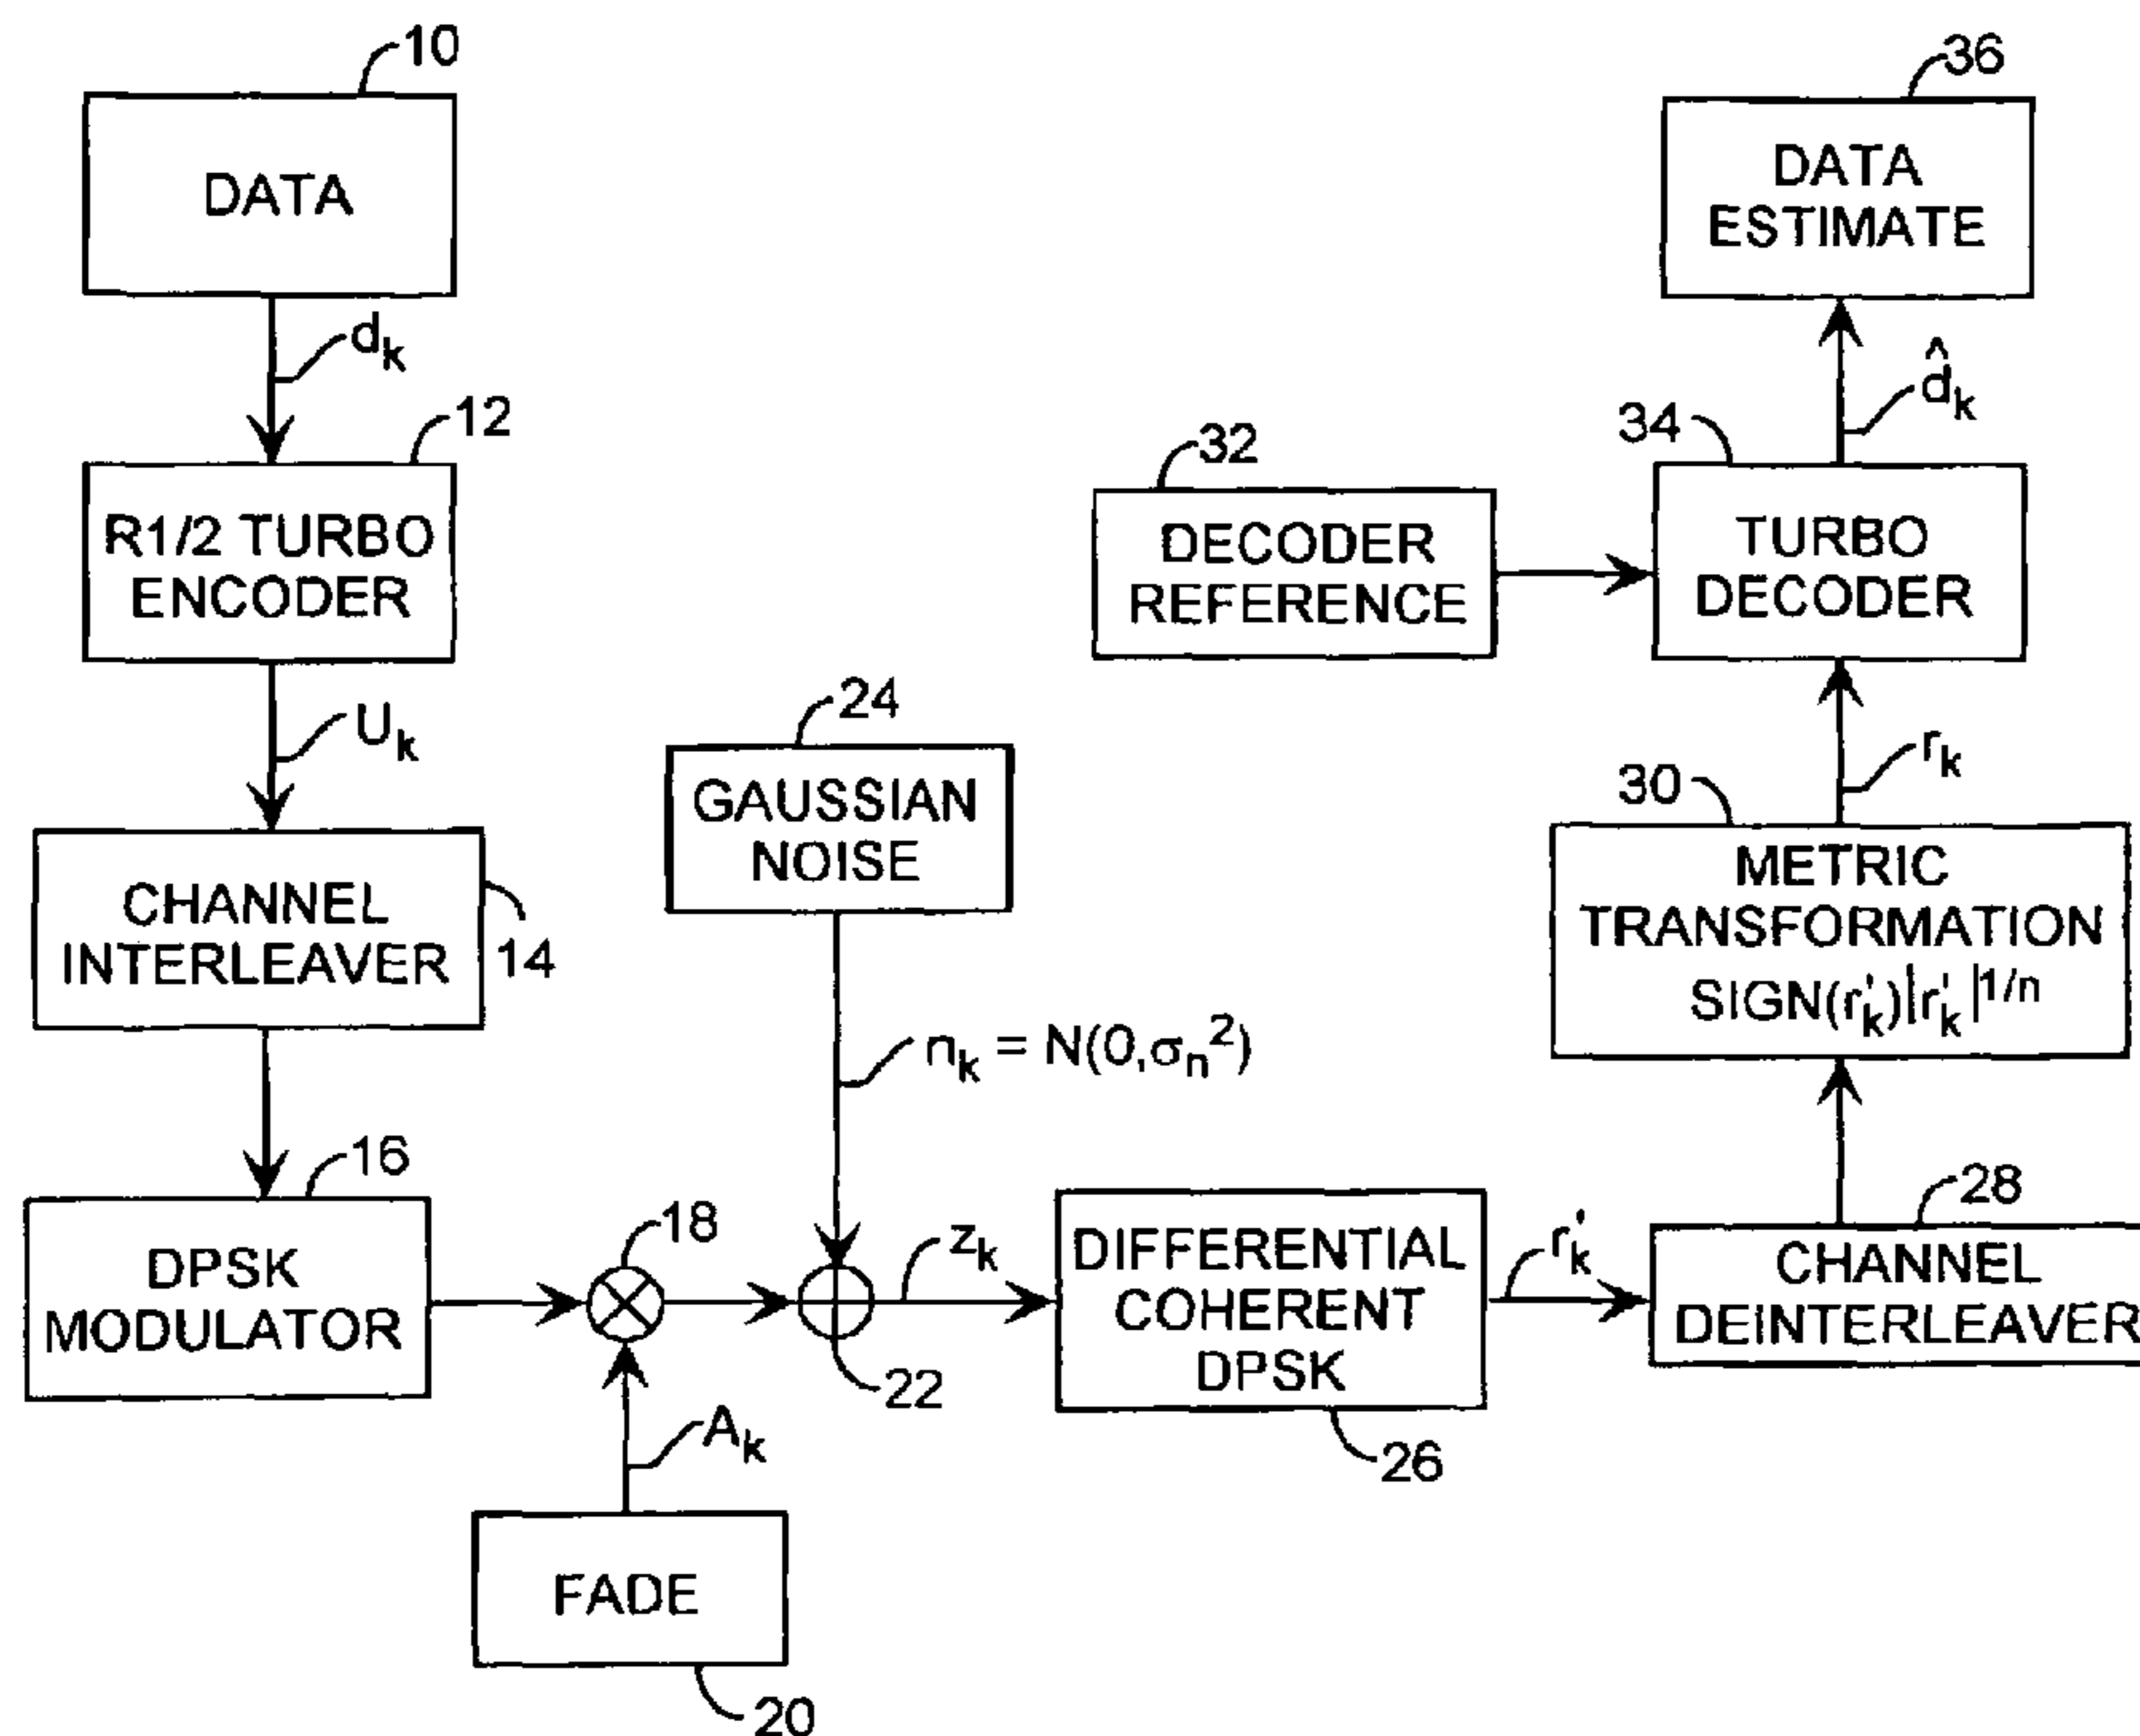 10
DATA
d_k
12
R1/2 TURBO
ENCODER
U_k
CHANNEL
INTERLEAVER
14
16
DPSK
MODULATOR
18
A_k
FADE
20
24
GAUSSIAN
NOISE
n_k = N(0,σ_n²)
22
z_k
DIFFERENTIAL
COHERENT
DPSK
26
r'_k
28
CHANNEL
DEINTERLEAVER
30
METRIC
TRANSFORMATION
SIGN(r'_k)|r'_k|^1/n
r_k
32
DECODER
REFERENCE
34
TURBO
DECODER
d̂_k
36
DATA
ESTIMATE